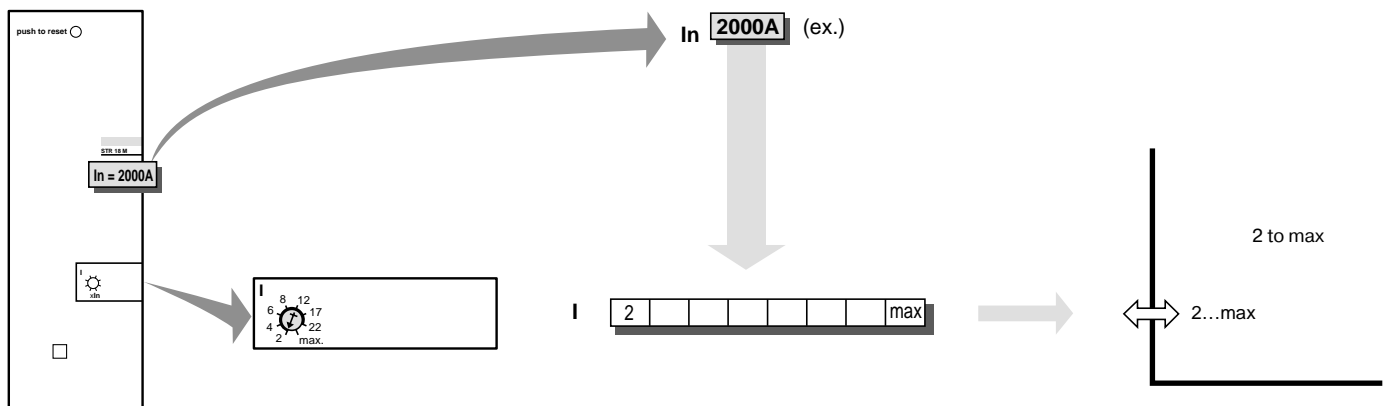 push to reset
STR 18 M
In = 2000A
I
xIn
In 2000A (ex.)
I
8 12
6 17
4 22
2 max.
I 2 max
2 to max
2…max